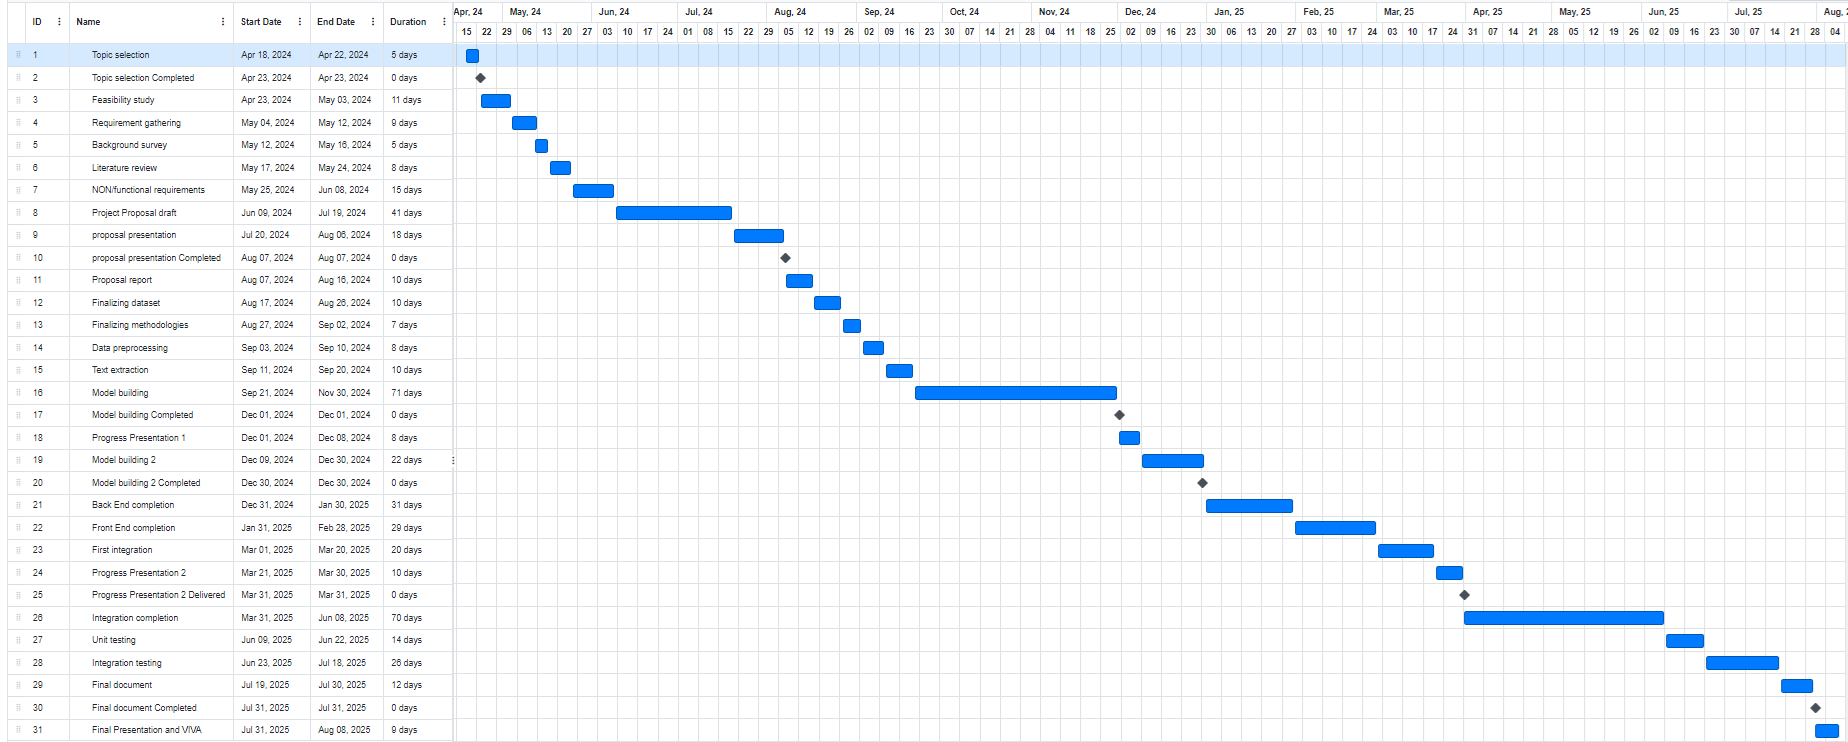 Apr, 24 May, 24 Jun, 24 Jul, 24 Aug, 24 Sep, 24 Oct, 24 Nov, 24 Dec, 24 Jan, 25 Feb, 25 Mar, 25 Apr, 25 May, 25 Jun, 25 Jul, 25 Aug,
ID Name Start Date End Date Duration
15 22 29 06 13 20 27 03 10 17 24 01 08 15 22 29 05 12 19 26 02 09 16 23 30 07 14 21 28 04 11 18 25 02 09 16 23 30 06 13 20 27 03 10 17 24 03 10 17 24 31 07 14 21 28 05 12 19 26 02 09 16 23 30 07 14 21 28 04
1 Topic selection Apr 18, 2024 Apr 22, 2024 5 days
2 Topic selection Completed Apr 23, 2024 Apr 23, 2024 0 days
3 Feasibility study Apr 23, 2024 May 03, 2024 11 days
4 Requirement gathering May 04, 2024 May 12, 2024 9 days
5 Background survey May 12, 2024 May 16, 2024 5 days
6 Literature review May 17, 2024 May 24, 2024 8 days
7 NON/functional requirements May 25, 2024 Jun 08, 2024 15 days
8 Project Proposal draft Jun 09, 2024 Jul 19, 2024 41 days
9 proposal presentation Jul 20, 2024 Aug 06, 2024 18 days
10 proposal presentation Completed Aug 07, 2024 Aug 07, 2024 0 days
11 Proposal report Aug 07, 2024 Aug 16, 2024 10 days
12 Finalizing dataset Aug 17, 2024 Aug 26, 2024 10 days
13 Finalizing methodologies Aug 27, 2024 Sep 02, 2024 7 days
14 Data preprocessing Sep 03, 2024 Sep 10, 2024 8 days
15 Text extraction Sep 11, 2024 Sep 20, 2024 10 days
16 Model building Sep 21, 2024 Nov 30, 2024 71 days
17 Model building Completed Dec 01, 2024 Dec 01, 2024 0 days
18 Progress Presentation 1 Dec 01, 2024 Dec 08, 2024 8 days
19 Model building 2 Dec 09, 2024 Dec 30, 2024 22 days
20 Model building 2 Completed Dec 30, 2024 Dec 30, 2024 0 days
21 Back End completion Dec 31, 2024 Jan 30, 2025 31 days
22 Front End completion Jan 31, 2025 Feb 28, 2025 29 days
23 First integration Mar 01, 2025 Mar 20, 2025 20 days
24 Progress Presentation 2 Mar 21, 2025 Mar 30, 2025 10 days
25 Progress Presentation 2 Delivered Mar 31, 2025 Mar 31, 2025 0 days
26 Integration completion Mar 31, 2025 Jun 08, 2025 70 days
27 Unit testing Jun 09, 2025 Jun 22, 2025 14 days
28 Integration testing Jun 23, 2025 Jul 18, 2025 26 days
29 Final document Jul 19, 2025 Jul 30, 2025 12 days
30 Final document Completed Jul 31, 2025 Jul 31, 2025 0 days
31 Final Presentation and VIVA Jul 31, 2025 Aug 08, 2025 9 days